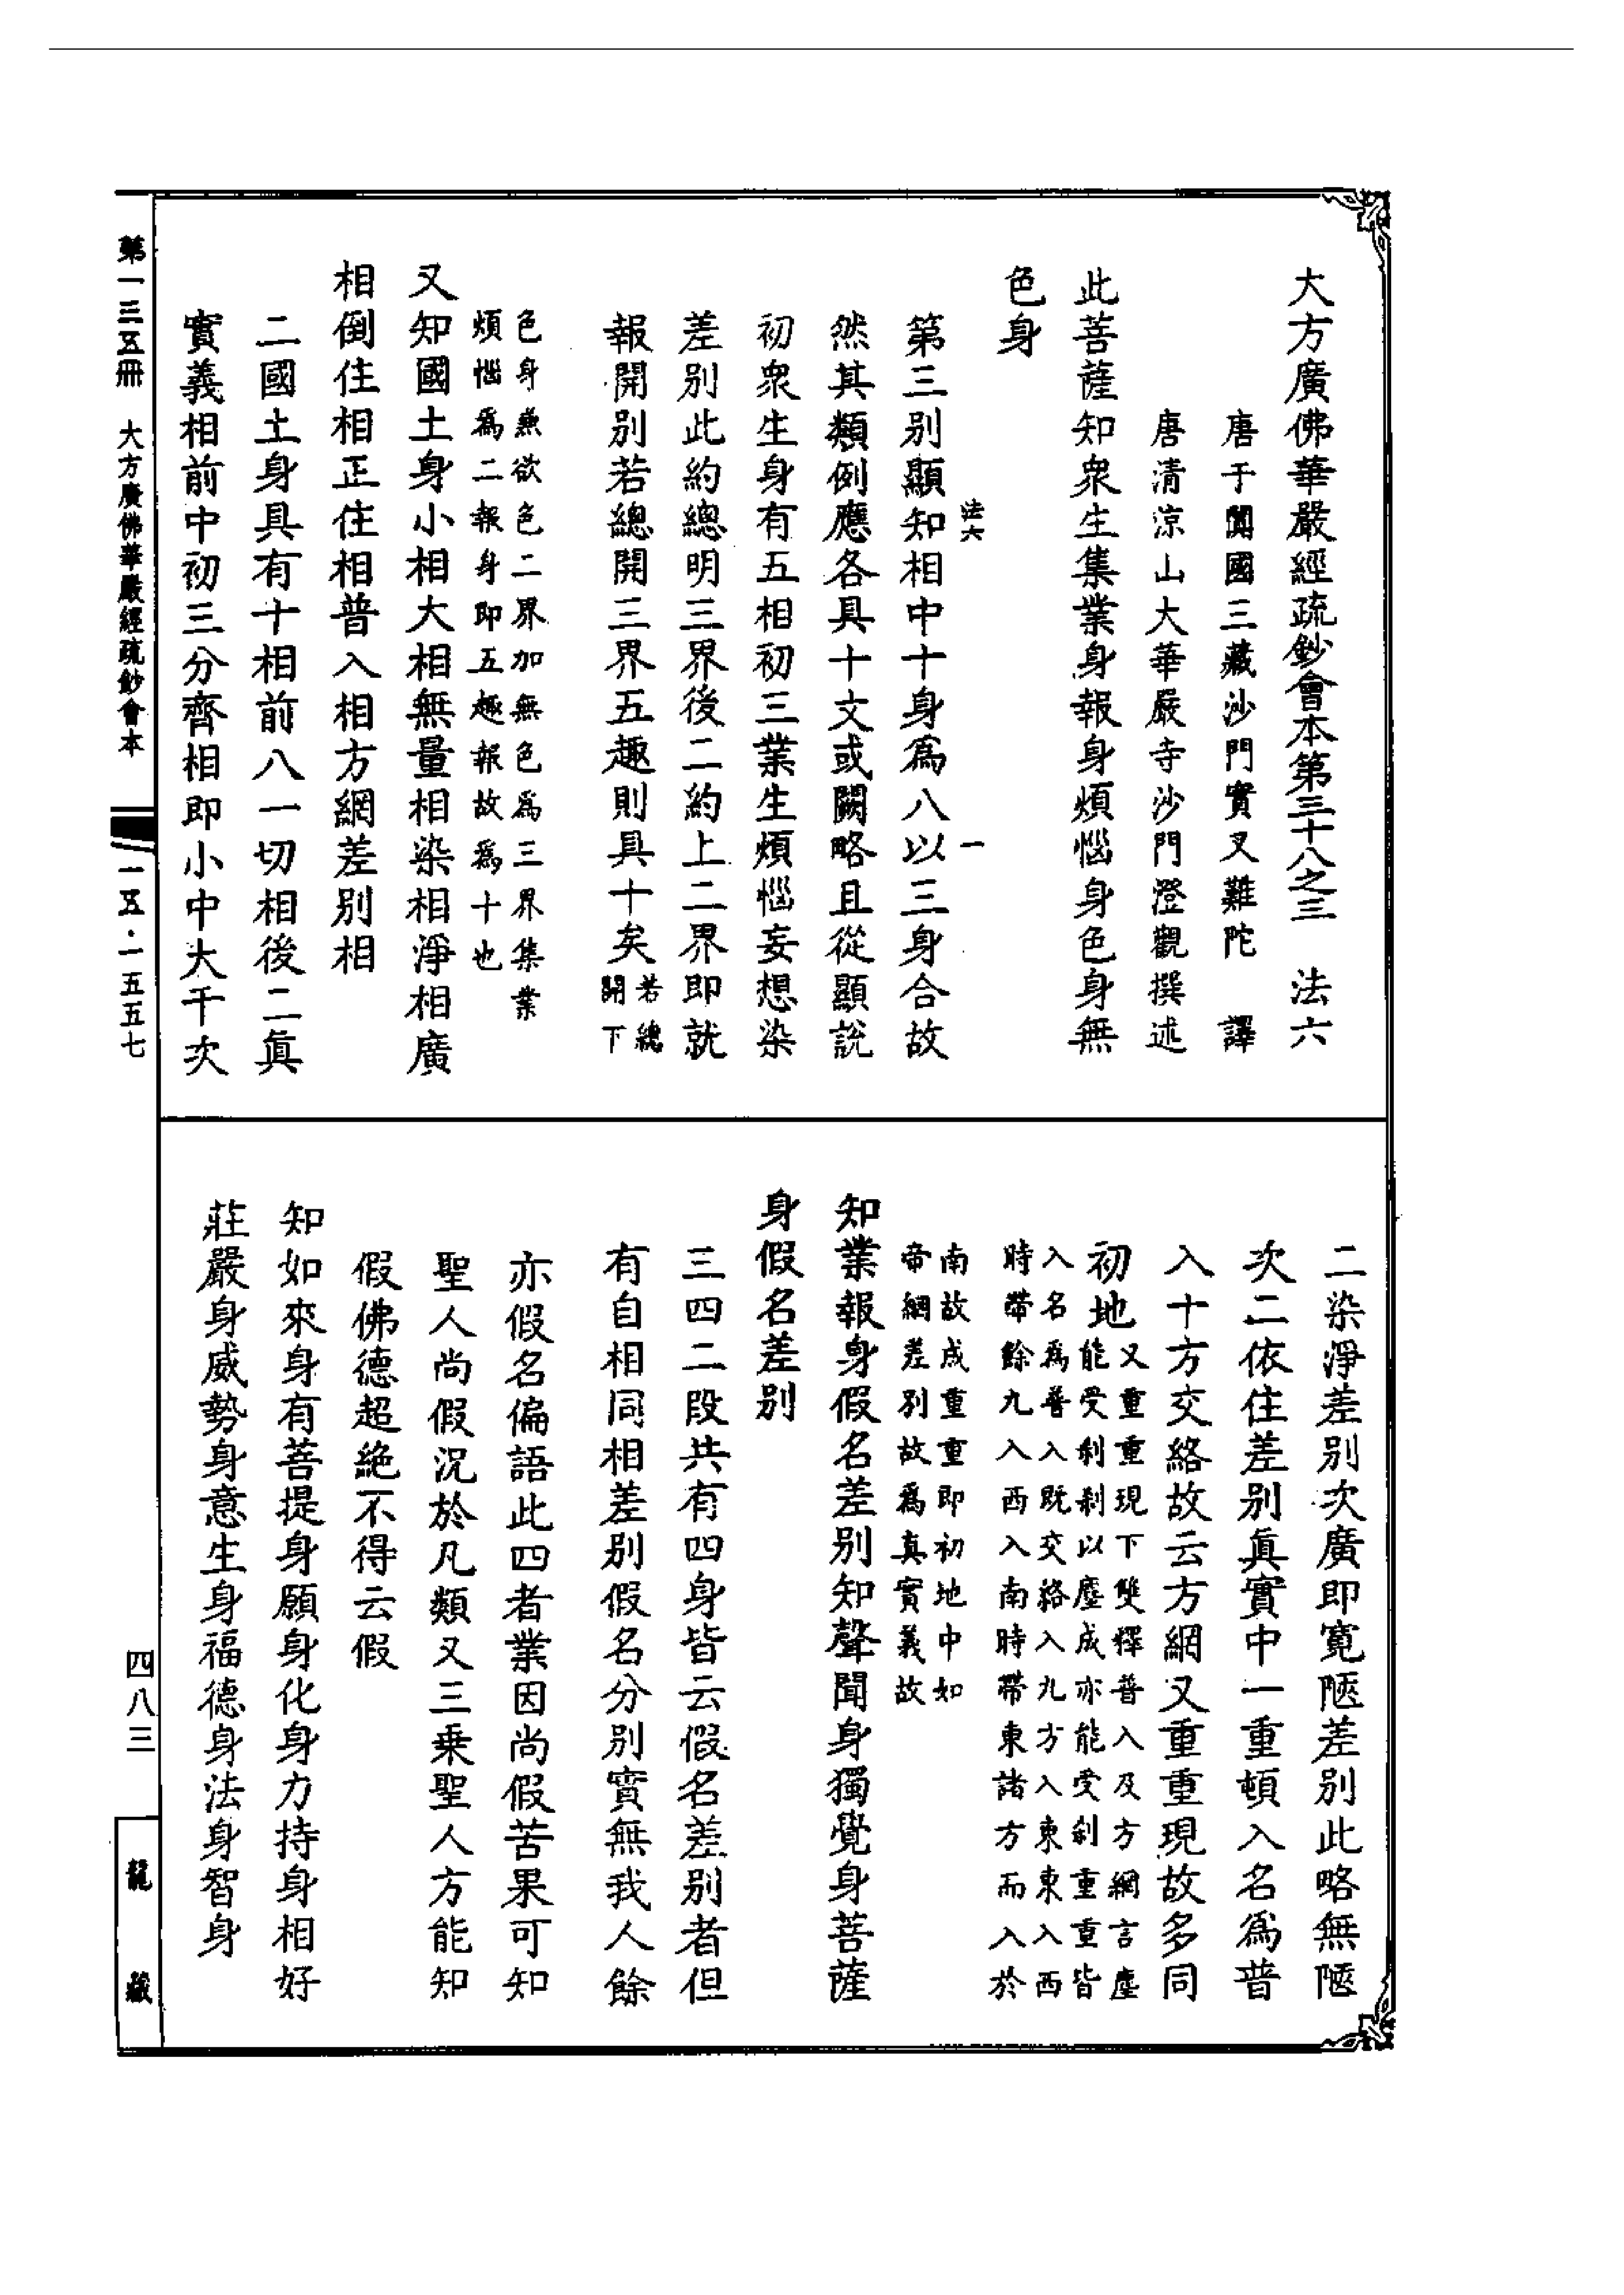 大方廣佛華嚴經疏鈔會本第三十八之三　法六
唐于闐國三藏沙門實叉難陀　譯
唐清涼山大華嚴寺沙門澄觀撰述
此菩薩知衆生集業身報身煩惱身色身無
色身
法六　一
第三別顯知相中十身爲八以三身合故
然其類例應各具十文或闕略且從顯說
初衆生身有五相初三業生煩惱妄想染
差別此約總明三界後二約上二界即就
報開別若總開三界五趣則具十矣若總
開下
色身無欲色二界加無色爲三界集業
煩惱爲二報身即五趣報故爲十也
又知國土身小相大相無量相染相淨相廣
相倒住相正住相普入相方網差別相
二國土身具有十相前八一切相後二眞
實義相前中初三分齊相即小中大千次
二染淨差別次廣即寬陿差別此略無陿
次二依住差別眞實中一重頓入名爲普
入十方交絡故云方網又重重現故多同
初地又重重現下雙釋普入及方網言塵
能受刹刹以塵成亦能受刹重重皆
入名爲普入既交絡入九方入東東入西
時帶餘九入西入南時帶東諸方而入於
南故成重重即初地中如
帝網差別故爲真實義故
知業報身假名差別知聲聞身獨覺身菩薩
身假名差別
三四二段共有四身皆云假名差別者但
有自相同相差別假名分別實無我人餘
亦假名偏語此四者業因尚假苦果可知
聖人尚假況於凡類又三乘聖人方能知
假佛德超絶不得云假
知如來身有菩提身願身化身力持身相好
莊嚴身威勢身意生身福德身法身智身
第一三五冊　大方廣佛華嚴經疏鈔會本
一五·一五五七
四八三
龍藏